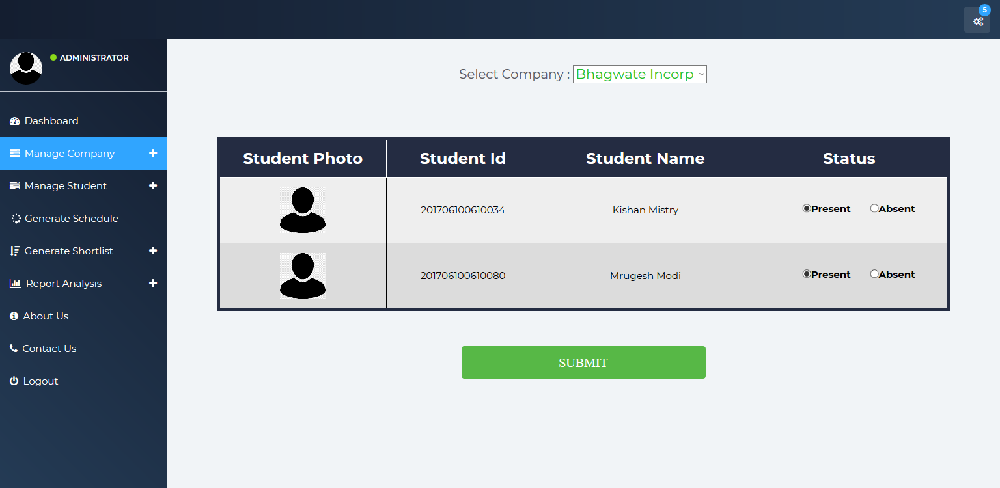 5
ADMINISTRATOR
Select Company : Bhagwate Incorp
Dashboard
Manage Company
Manage Student
Generate Schedule
Generate Shortlist
Report Analysis
About Us
Contact Us
Logout
Student Photo Student Id Student Name Status
201706100610034 Kishan Mistry Present Absent
201706100610080 Mrugesh Modi Present Absent
SUBMIT